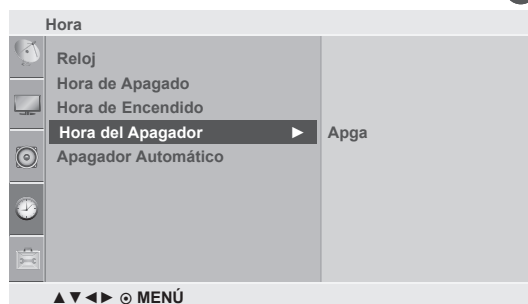 Hora
Reloj
Hora de Apagado
Hora de Encendido
Hora del Apagador ► Apga
Apagador Automático
▲▼◄► ⊙ MENÚ